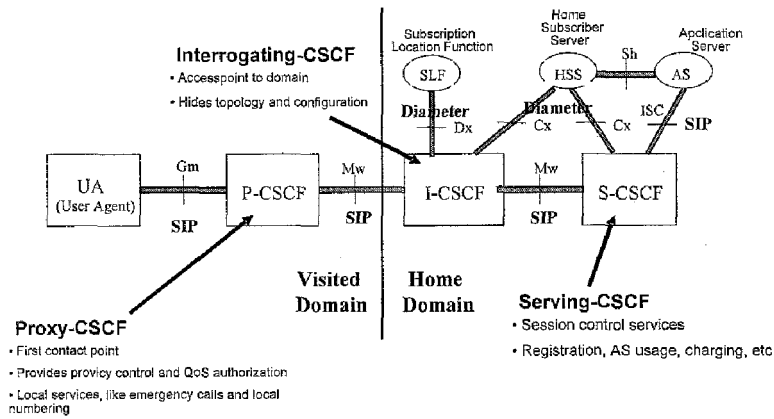 Subscription
Location Function
Home
Subscriber
Server
Application
Server
Interrogating-CSCF
• Accesspoint to domain
• Hides topology and configuration
SLF
HSS
Sh
AS
Diameter
Dx
Diameter
Cx
Cx
ISC
SIP
UA
(User Agent)
Gm
SIP
P-CSCF
Mw
SIP
I-CSCF
Mw
SIP
S-CSCF
Visited
Domain
Home
Domain
Proxy-CSCF
• First contact point
• Provides provicy control and QoS authorization
• Local services, like emergency calls and local
numbering
Serving-CSCF
• Session control services
• Registration, AS usage, charging, etc